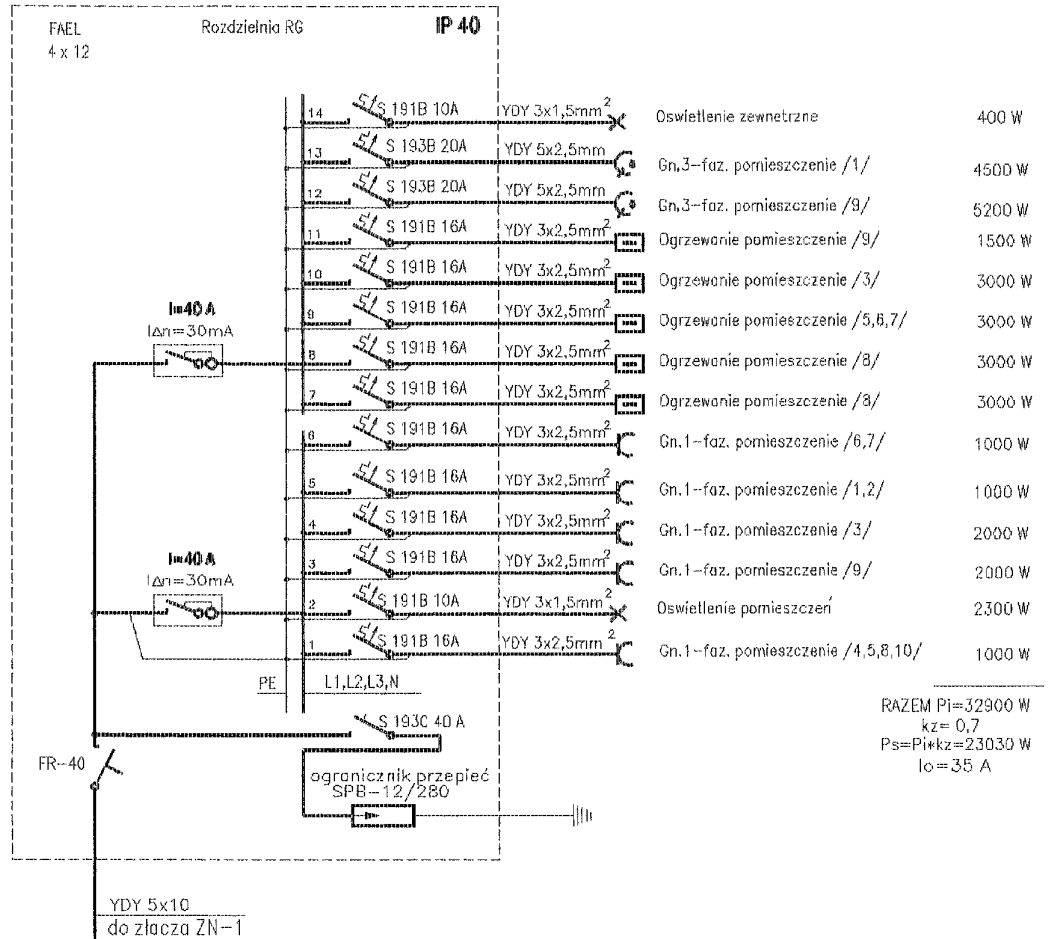 FAEL
4 x 12
Rozdzielnia RG
IP 40
14 S 191B 10A YDY 3x1,5mm² Oswietlenie zewnetrzne 400 W
13 S 193B 20A YDY 5x2,5mm Gn.3-faz. pomieszczenie /1/ 4500 W
12 S 193B 20A YDY 5x2,5mm Gn.3-faz. pomieszczenie /9/ 5200 W
11 S 191B 16A YDY 3x2,5mm² Ogrzewanie pomieszczenie /9/ 1500 W
10 S 191B 16A YDY 3x2,5mm² Ogrzewanie pomieszczenie /3/ 3000 W
9 S 191B 16A YDY 3x2,5mm² Ogrzewanie pomieszczenie /5,6,7/ 3000 W
I=40 A
IΔn=30mA
8 S 191B 16A YDY 3x2,5mm² Ogrzewanie pomieszczenie /8/ 3000 W
7 S 191B 16A YDY 3x2,5mm² Ogrzewanie pomieszczenie /8/ 3000 W
6 S 191B 16A YDY 3x2,5mm² Gn.1-faz. pomieszczenie /6,7/ 1000 W
5 S 191B 16A YDY 3x2,5mm² Gn.1-faz. pomieszczenie /1,2/ 1000 W
4 S 191B 16A YDY 3x2,5mm² Gn.1-faz. pomieszczenie /3/ 2000 W
3 S 191B 16A YDY 3x2,5mm² Gn.1-faz. pomieszczenie /9/ 2000 W
I=40 A
IΔn=30mA
2 S 191B 10A YDY 3x1,5mm² Oswietlenie pomieszczeń 2300 W
1 S 191B 16A YDY 3x2,5mm² Gn.1-faz. pomieszczenie /4,5,8,10/ 1000 W
PE L1,L2,L3,N
RAZEM Pi=32900 W
kz= 0,7
Ps=Pi*kz=23030 W
Io=35 A
S 193C 40 A
FR-40
ogranicznik przepięć
SPB-12/280
YDY 5x10
do złacza ZN-1